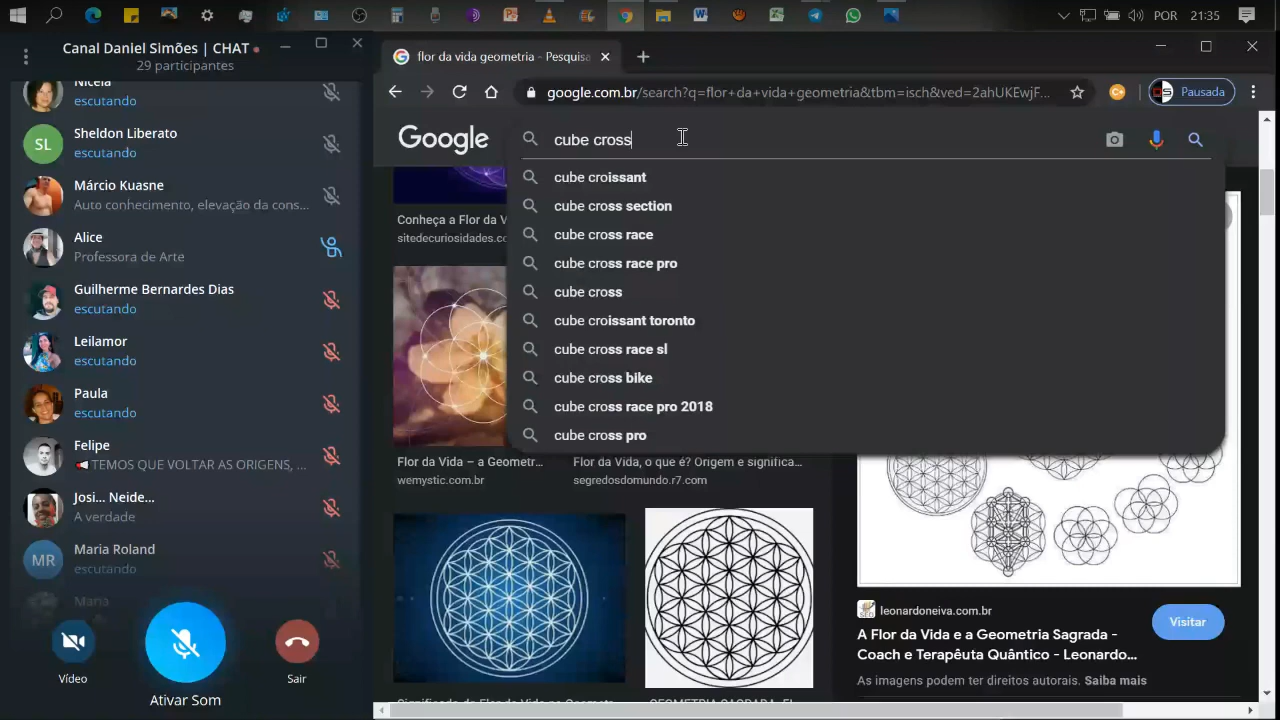 POR
21:35
Canal Daniel Simões | CHAT
29 participantes
Nicela
escutando
SL
Sheldon Liberato
escutando
Márcio Kuasne
Auto conhecimento, elevação da cons...
Alice
Professora de Arte
Guilherme Bernardes Dias
escutando
Leilamor
escutando
Paula
escutando
Felipe
TEMOS QUE VOLTAR AS ORIGENS, ...
Josi... Neide...
A verdade
MR
Maria Roland
escutando
Maria
Vídeo
Ativar Som
Sair
flor da vida geometria - Pesquisa
google.com.br/search?q=flor+da+vida+geometria&tbm=isch&ved=2ahUKEwjF...
DS
Pausada
Google
cube cross
cube croissant
cube cross section
cube cross race
cube cross race pro
cube cross
cube croissant toronto
cube cross race sl
cube cross bike
cube cross race pro 2018
cube cross pro
Conheça a Flor da V
sitedecuriosidades.c
Flor da Vida – a Geometr...
wemystic.com.br
Flor da Vida, o que é? Origem e significa...
segredosdomundo.r7.com
leonardoneiva.com.br
A Flor da Vida e a Geometria Sagrada -
Coach e Terapêuta Quântico - Leonardo...
Visitar
As imagens podem ter direitos autorais. Saiba mais